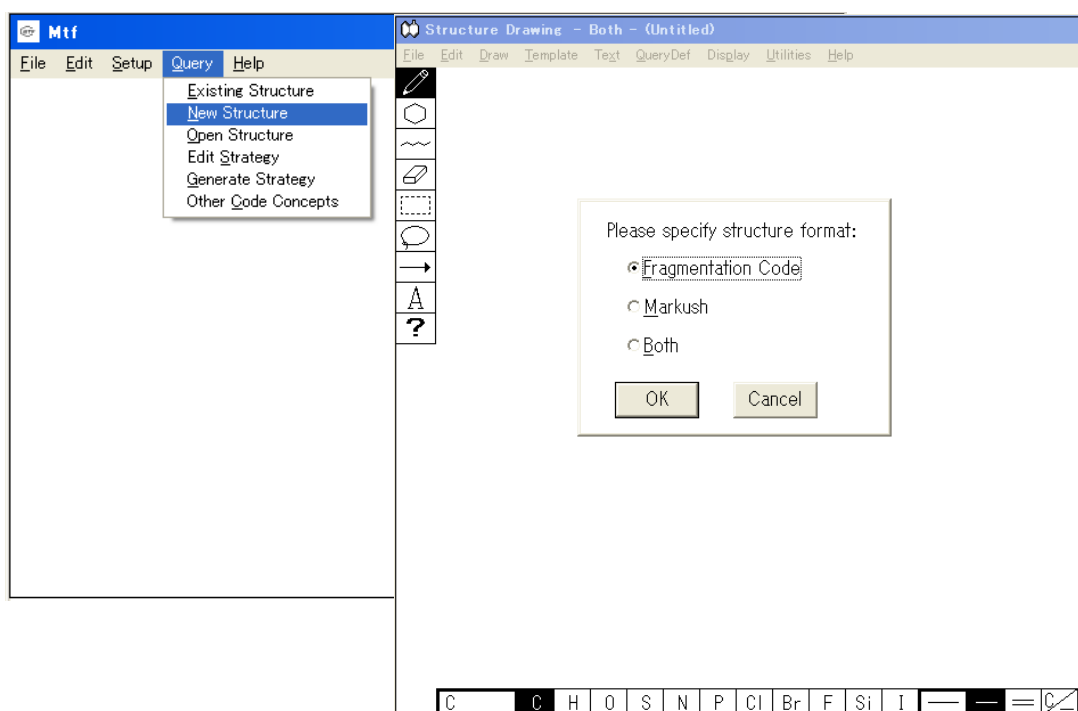 Mtf
File Edit Setup Query Help
Existing Structure
New Structure
Open Structure
Edit Strategy
Generate Strategy
Other Code Concepts
Structure Drawing - Both - (Untitled)
File Edit Draw Template Text QueryDef Display Utilities Help
A
?
Please specify structure format:
Fragmentation Code
Markush
Both
OK Cancel
C C H O S N P Cl Br F Si I